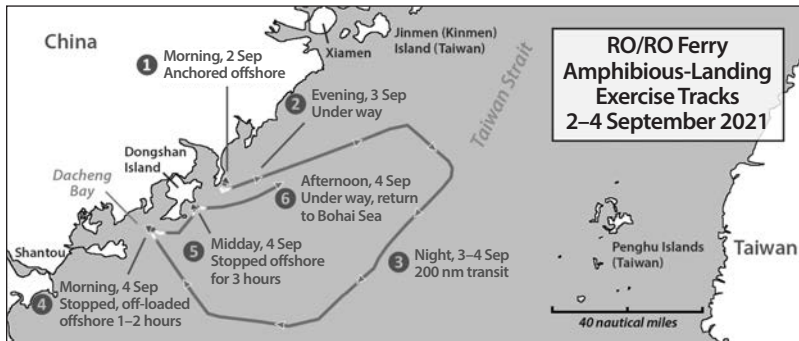 RO/RO Ferry
Amphibious-Landing
Exercise Tracks
2–4 September 2021
China
Xiamen
Jinmen (Kinmen)
Island (Taiwan)
Taiwan Strait
1
Morning, 2 Sep
Anchored offshore
2
Evening, 3 Sep
Under way
Dongshan
Island
Dacheng
Bay
Shantou
6
Afternoon, 4 Sep
Under way, return
to Bohai Sea
5
Midday, 4 Sep
Stopped offshore
for 3 hours
3
Night, 3–4 Sep
200 nm transit
4
Morning, 4 Sep
Stopped, off-loaded
offshore 1–2 hours
Penghu Islands
(Taiwan)
Taiwan
40 nautical miles